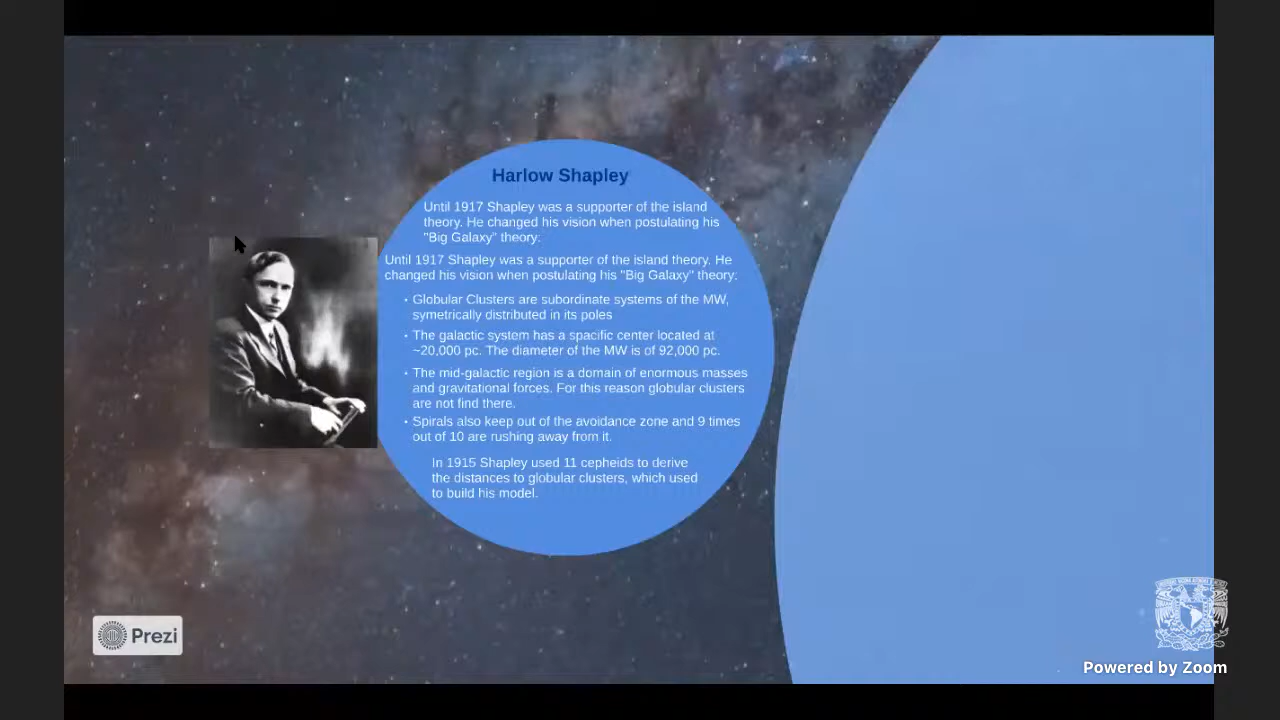 Harlow Shapley
Until 1917 Shapley was a supporter of the island
theory. He changed his vision when postulating his
"Big Galaxy" theory:
Until 1917 Shapley was a supporter of the island theory. He
changed his vision when postulating his "Big Galaxy" theory:
• Globular Clusters are subordinate systems of the MW,
symetrically distributed in its poles
• The galactic system has a spacific center located at
~20,000 pc. The diameter of the MW is of 92,000 pc.
• The mid-galactic region is a domain of enormous masses
and gravitational forces. For this reason globular clusters
are not find there.
• Spirals also keep out of the avoidance zone and 9 times
out of 10 are rushing away from it.
In 1915 Shapley used 11 cepheids to derive
the distances to globular clusters, which used
to build his model.
Prezi
Powered by Zoom